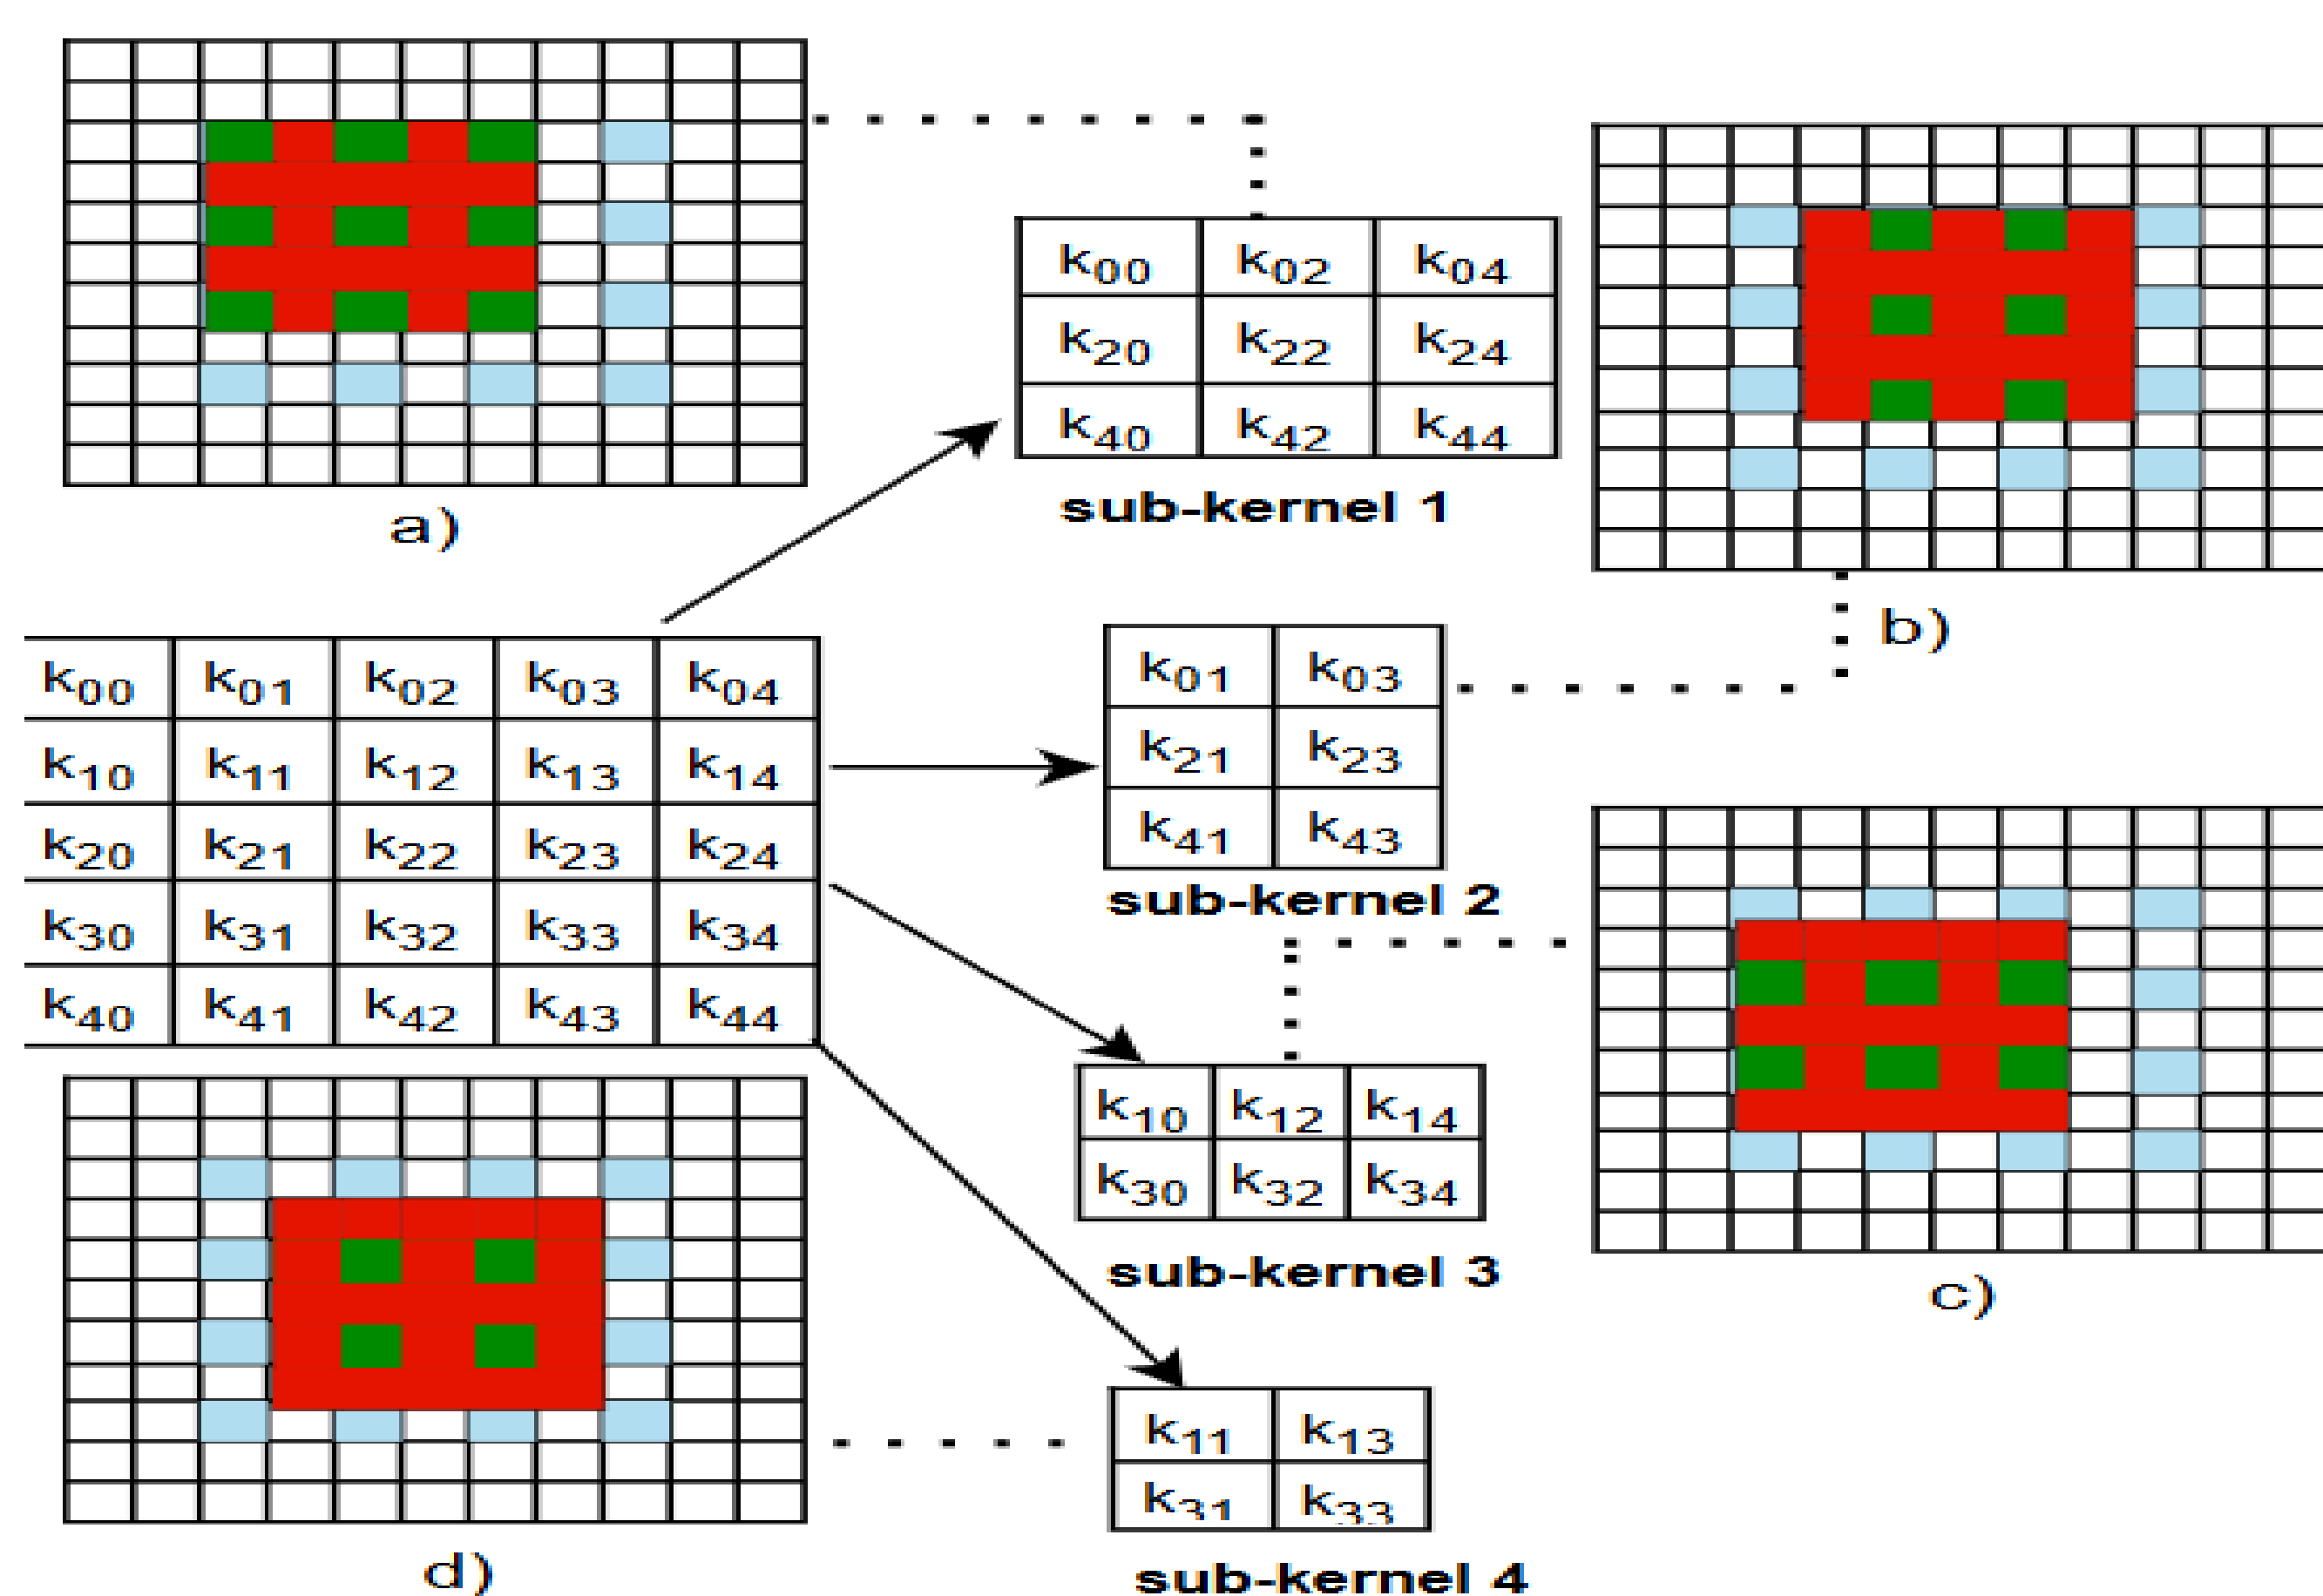 k00 k02 k04
k20 k22 k24
k40 k42 k44
sub-kernel 1
a)
b)
k00 k01 k02 k03 k04
k10 k11 k12 k13 k14
k20 k21 k22 k23 k24
k30 k31 k32 k33 k34
k40 k41 k42 k43 k44
k01 k03
k21 k23
k41 k43
sub-kernel 2
k10 k12 k14
k30 k32 k34
sub-kernel 3
c)
k11 k13
k31 k33
sub-kernel 4
d)